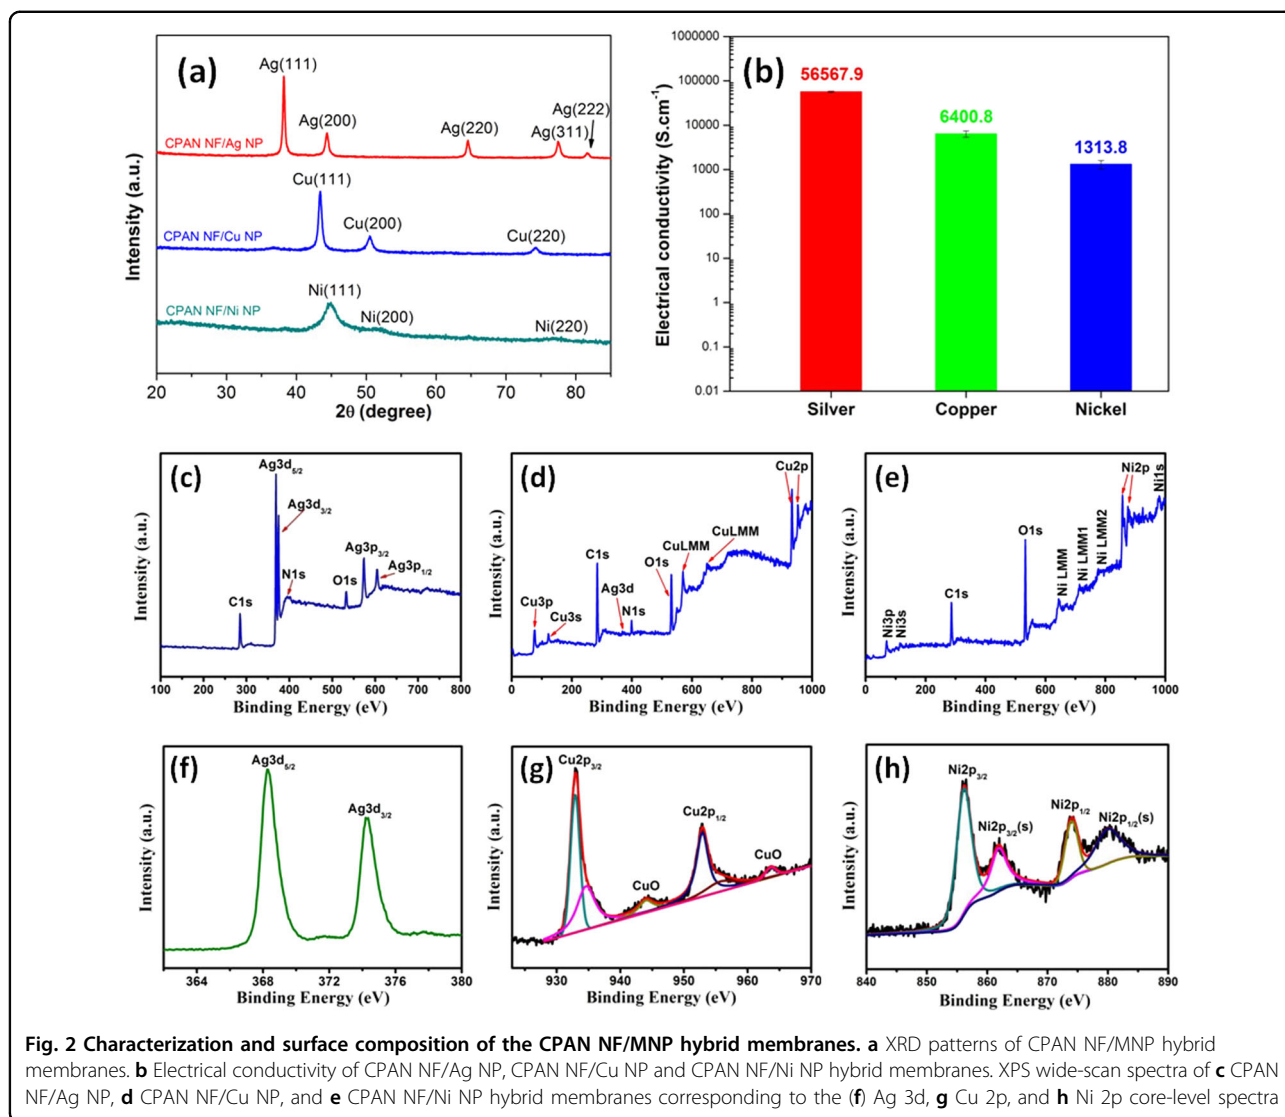 (a)
Ag(111)
Ag(200)
Ag(220)
Ag(311)
Ag(222)
CPAN NF/Ag NP
Cu(111)
Cu(200)
Cu(220)
CPAN NF/Cu NP
Ni(111)
Ni(200)
Ni(220)
CPAN NF/Ni NP
Intensity (a.u.)
20 30 40 50 60 70 80
2θ (degree)
(b)
1000000
100000
10000
1000
100
10
1
0.1
0.01
Electrical conductivity (S.cm⁻¹)
56567.9
6400.8
1313.8
Silver Copper Nickel
(c)
Ag3d5/2
Ag3d3/2
N1s
C1s
O1s
Ag3p3/2
Ag3p1/2
Intensity (a.u.)
100 200 300 400 500 600 700 800
Binding Energy (eV)
(d)
Cu3p
Cu3s
C1s
Ag3d
N1s
O1s
CuLMM
CuLMM
Cu2p
Intensity (a.u.)
0 200 400 600 800 1000
Binding Energy (eV)
(e)
Ni3p
Ni3s
C1s
O1s
Ni LMM
Ni LMM1
Ni LMM2
Ni2p
Ni1s
Intensity (a.u.)
0 200 400 600 800 1000
Binding Energy (eV)
(f)
Ag3d5/2
Ag3d3/2
Intensity (a.u.)
364 368 372 376 380
Binding Energy (eV)
(g)
Cu2p3/2
CuO
Cu2p1/2
CuO
Intensity (a.u.)
930 940 950 960 970
Binding Energy (eV)
(h)
Ni2p3/2
Ni2p3/2(s)
Ni2p1/2
Ni2p1/2(s)
Intensity (a.u.)
840 850 860 870 880 890
Binding Energy (eV)
Fig. 2 Characterization and surface composition of the CPAN NF/MNP hybrid membranes. a XRD patterns of CPAN NF/MNP hybrid
membranes. b Electrical conductivity of CPAN NF/Ag NP, CPAN NF/Cu NP and CPAN NF/Ni NP hybrid membranes. XPS wide-scan spectra of c CPAN
NF/Ag NP, d CPAN NF/Cu NP, and e CPAN NF/Ni NP hybrid membranes corresponding to the (f) Ag 3d, g Cu 2p, and h Ni 2p core-level spectra